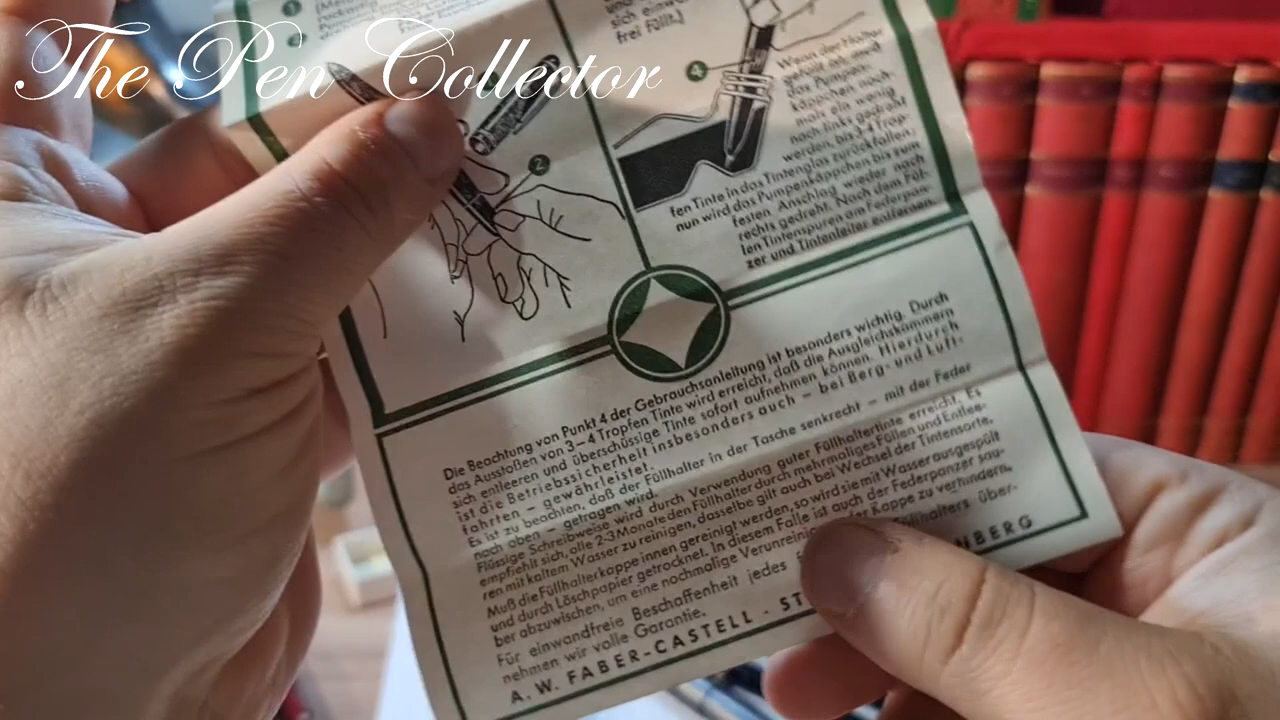 The Pen Collector
1
2
sich
frei füllt.)
4
Wenn der Halter
gefüllt ist, muß
das Pumpen-
käppchen noch-
mals ein wenig
nach links gedreht
werden, bis 3-4 Trop-
fen Tinte in das Tintenglas zurückfallen;
nun wird das Pumpenkäppchen bis zum
festen Anschlag wieder nach
rechts gedreht. Nach dem Fül-
len Tintenspuren am Federpan-
zer und Tintenleiter entfernen.
Die Beachtung von Punkt 4 der Gebrauchsanleitung ist besonders wichtig. Durch
das Ausstoßen von 3—4 Tropfen Tinte wird erreicht, daß die Ausgleichskammern
sich entleeren und überschüssige Tinte sofort aufnehmen können. Hierdurch
ist die Betriebssicherheit insbesonders auch — bei Berg- und Luft-
fahrten — gewährleistet.
Es ist zu beachten, daß der Füllhalter in der Tasche senkrecht — mit der Feder
nach oben — getragen wird.
Flüssige Schreibweise wird durch Verwendung guter Füllhaltertinte erreicht. Es
empfiehlt sich, alle 2-3 Monate den Füllhalter durch mehrmaliges Füllen und Entlee-
ren mit kaltem Wasser zu reinigen, dasselbe gilt auch bei Wechsel der Tintensorte.
Muß die Füllhalterkappe innen gereinigt werden, so wird sie mit Wasser ausgespült
und durch Löschpapier getrocknet. In diesem Falle ist auch der Federpanzer sau-
ber abzuwischen, um eine nochmalige Verunreinig der Kappe zu verhindern.
Für einwandfreie Beschaffenheit jedes Füllhalters über-
nehmen wir volle Garantie.
A. W. FABER-CASTELL - ST NBERG